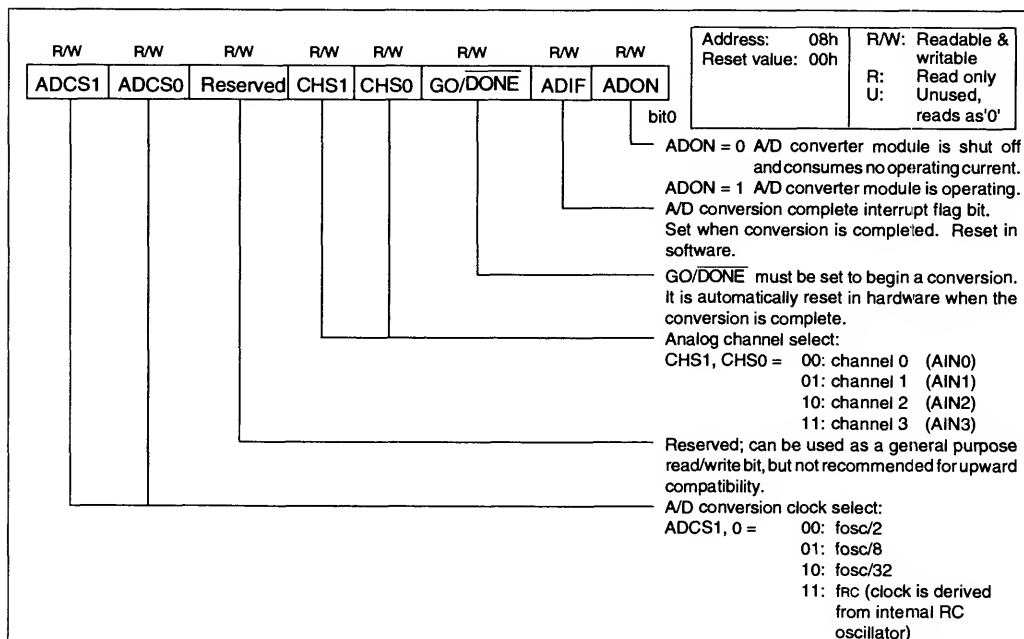 R/W R/W R/W R/W R/W R/W R/W R/W
ADCS1 ADCS0 Reserved CHS1 CHS0 GO/DONE ADIF ADON
bit0
Address: 08h
Reset value: 00h
R/W: Readable &
writable
R: Read only
U: Unused,
reads as'0'
ADON = 0 A/D converter module is shut off
and consumes no operating current.
ADON = 1 A/D converter module is operating.
A/D conversion complete interrupt flag bit.
Set when conversion is completed. Reset in
software.
GO/DONE must be set to begin a conversion.
It is automatically reset in hardware when the
conversion is complete.
Analog channel select:
CHS1, CHS0 = 00: channel 0 (AIN0)
01: channel 1 (AIN1)
10: channel 2 (AIN2)
11: channel 3 (AIN3)
Reserved; can be used as a general purpose
read/write bit, but not recommended for upward
compatibility.
A/D conversion clock select:
ADCS1, 0 = 00: fosc/2
01: fosc/8
10: fosc/32
11: fRC (clock is derived
from internal RC
oscillator)